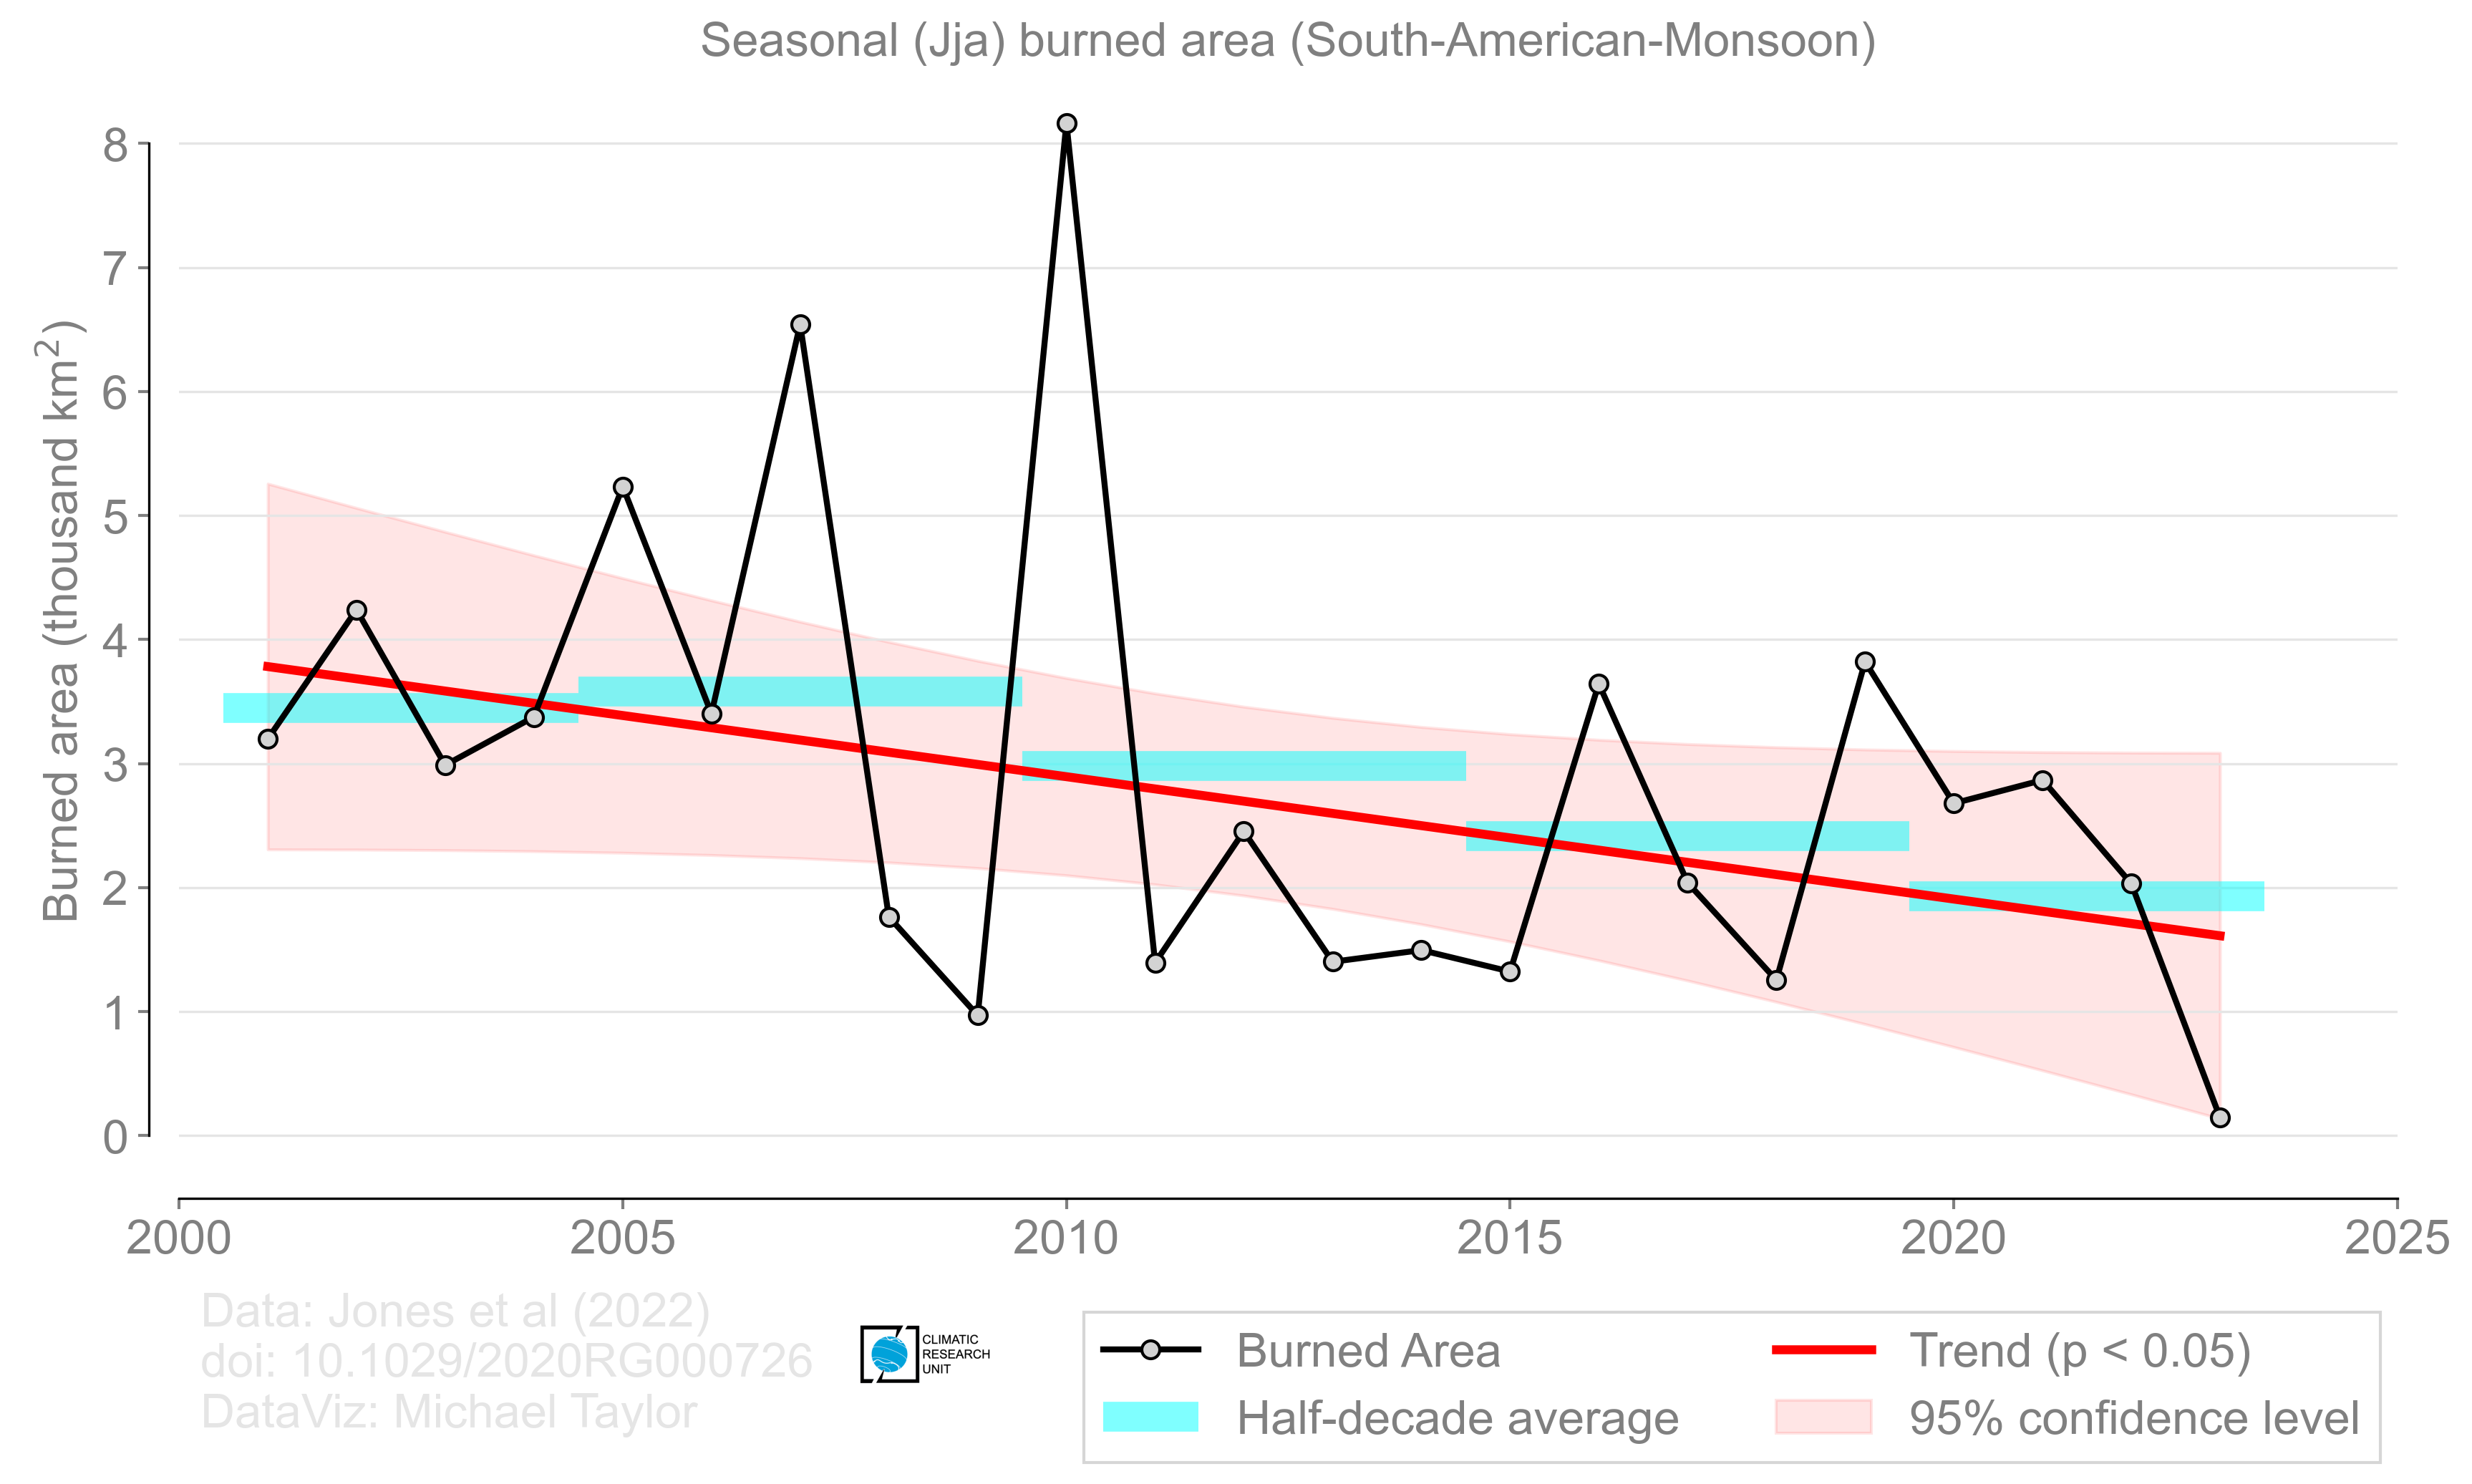 Seasonal (Jja) burned area (South-American-Monsoon)
Burned area (thousand km²)
8
7
6
5
4
3
2
1
0
2000 2005 2010 2015 2020 2025
Data: Jones et al (2022)
doi: 10.1029/2020RG000726
DataViz: Michael Taylor
CLIMATIC
RESEARCH
UNIT
Burned Area
Half-decade average
Trend (p < 0.05)
95% confidence level